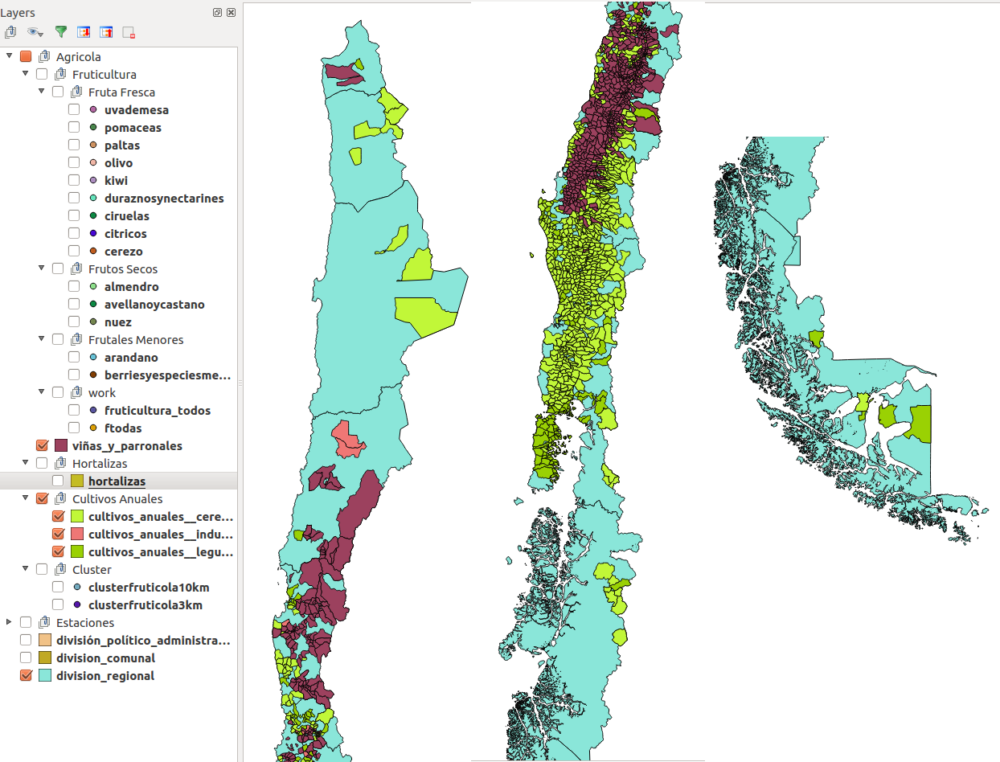 Layers
Agricola
Fruticultura
Fruta Fresca
uvademesa
pomaceas
paltas
olivo
kiwi
duraznosynectarines
ciruelas
citricos
cerezo
Frutos Secos
almendro
avellanoycastano
nuez
Frutales Menores
arandano
berriesyespeciesme...
work
fruticultura_todos
ftodas
viñas_y_parronales
Hortalizas
hortalizas
Cultivos Anuales
cultivos_anuales__cere...
cultivos_anuales__indu...
cultivos_anuales__legu...
Cluster
clusterfruticola10km
clusterfruticola3km
Estaciones
división_político_administra...
division_comunal
division_regional